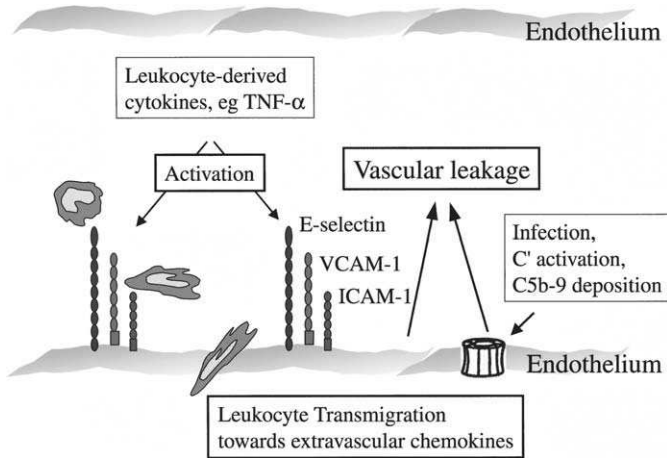 Endothelium
Leukocyte-derived
cytokines, eg TNF-α
Activation
Vascular leakage
E-selectin
VCAM-1
ICAM-1
Infection,
C' activation,
C5b-9 deposition
Endothelium
Leukocyte Transmigration
towards extravascular chemokines